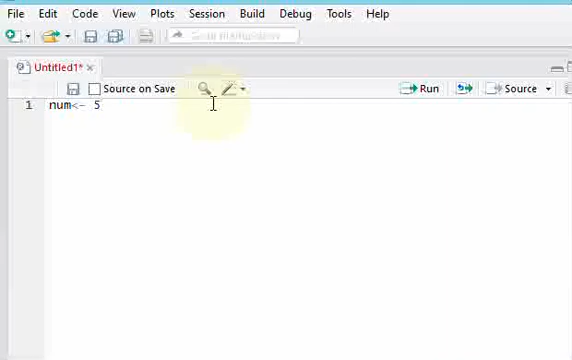 File Edit Code View Plots Session Build Debug Tools Help
Untitled1* ×
Source on Save Run Source
1 num<- 5